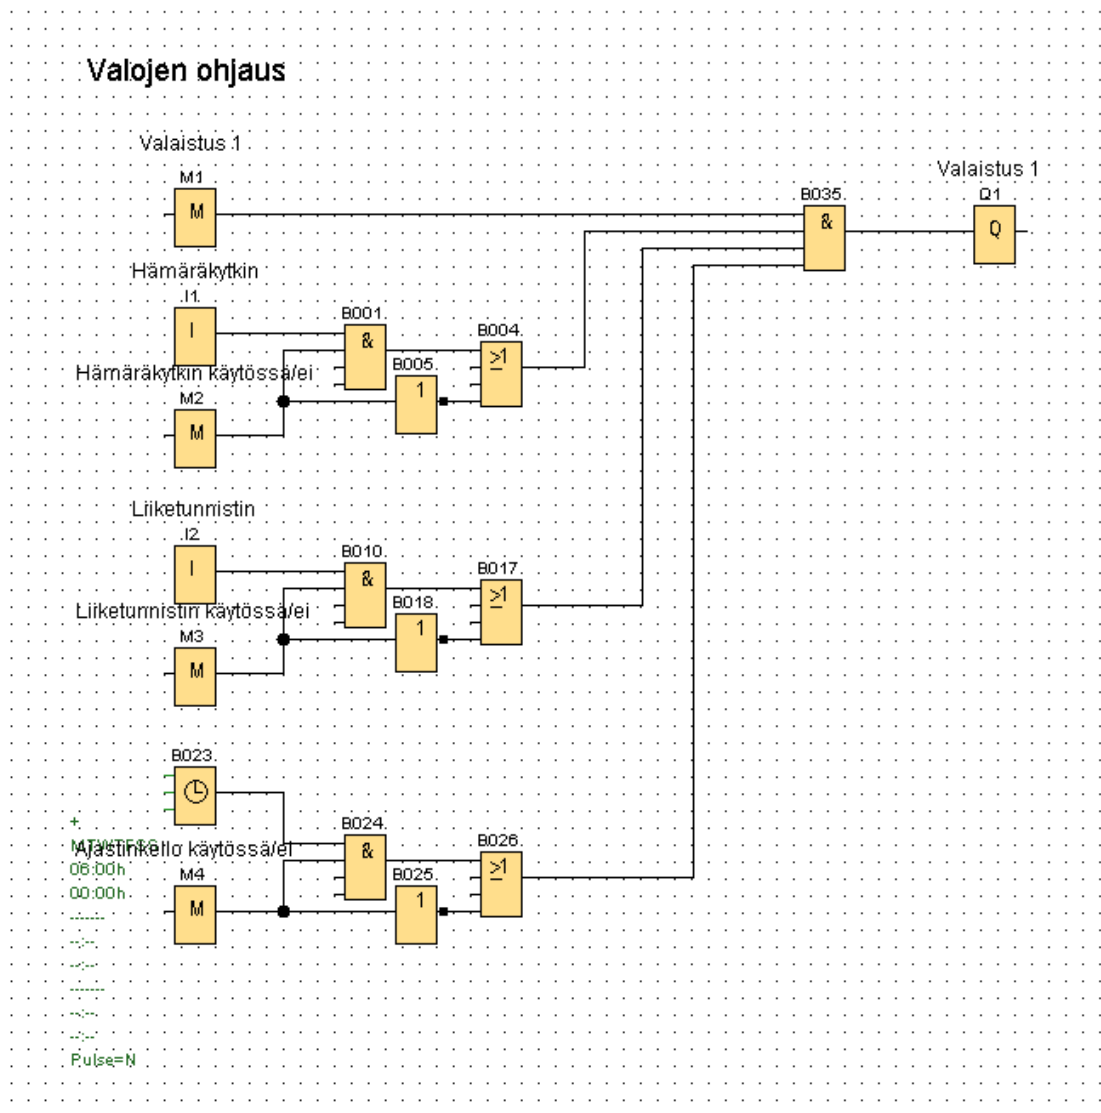 Valojen ohjaus
Valaistus 1
M1
M
Valaistus 1
B035
&
Q1
Q
Hämäräkytkin
I1
I
B001
&
B004
≥1
B005
1
Hämäräkytkin käytössä/ei
M2
M
Liiketunnistin
I2
I
B010
&
B017
≥1
B018
1
Liiketunnistin käytössä/ei
M3
M
B023
B024
&
B026
≥1
B025
1
+
MTWTFSS
Ajastinkello käytössä/ei
06:00h
M4
M
00:00h
-------
--:--
--:--
-------
--:--
--:--
Pulse=N